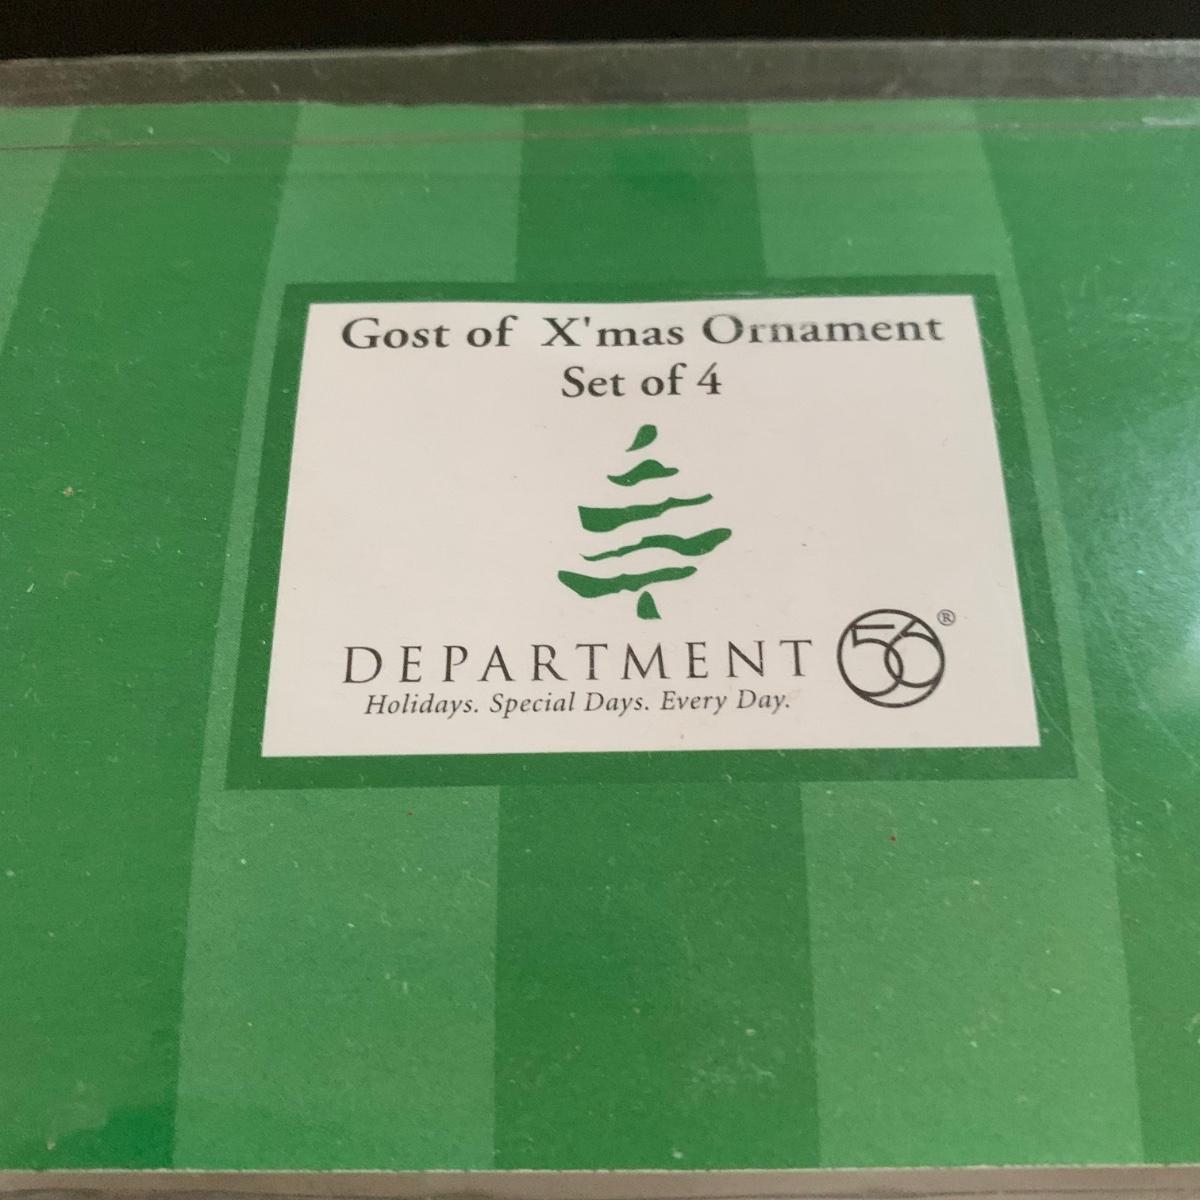 Gost of X'mas Ornament
Set of 4
DEPARTMENT 56®
Holidays. Special Days. Every Day.